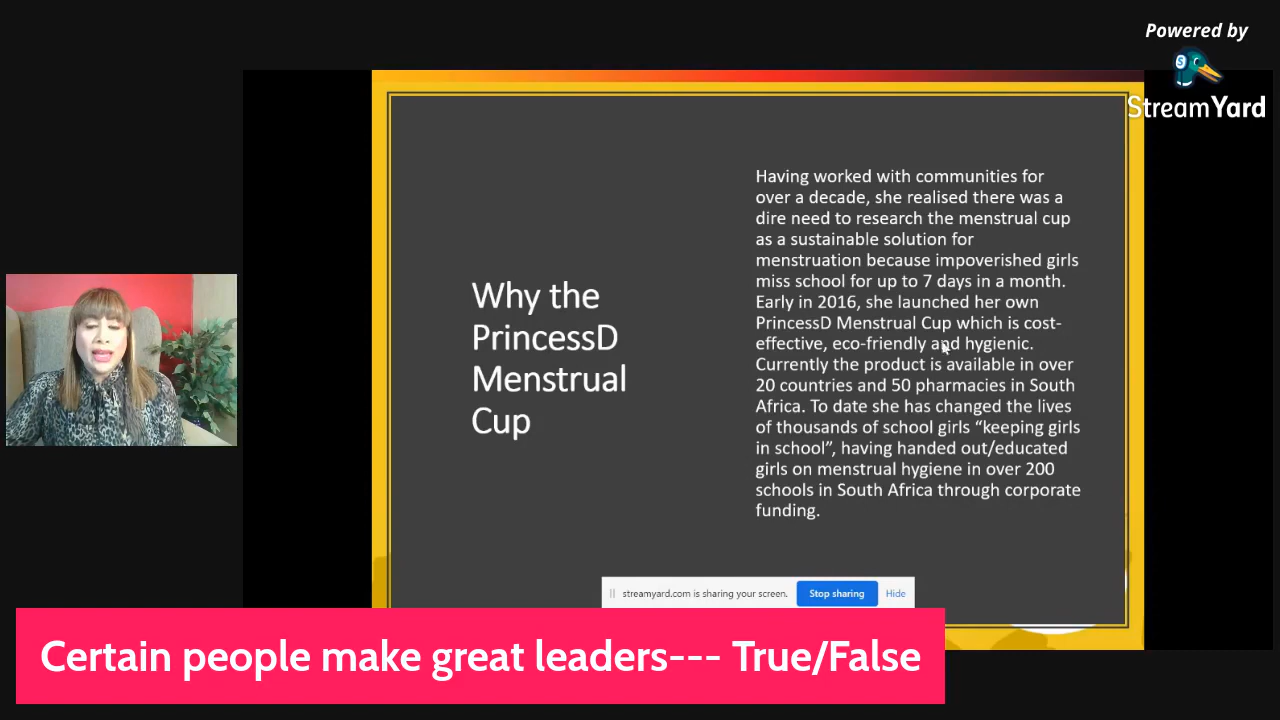 Powered by
StreamYard
Why the
PrincessD
Menstrual
Cup
Having worked with communities for
over a decade, she realised there was a
dire need to research the menstrual cup
as a sustainable solution for
menstruation because impoverished girls
miss school for up to 7 days in a month.
Early in 2016, she launched her own
PrincessD Menstrual Cup which is cost-
effective, eco-friendly and hygienic.
Currently the product is available in over
20 countries and 50 pharmacies in South
Africa. To date she has changed the lives
of thousands of school girls “keeping girls
in school”, having handed out/educated
girls on menstrual hygiene in over 200
schools in South Africa through corporate
funding.
streamyard.com is sharing your screen. Stop sharing Hide
Certain people make great leaders--- True/False